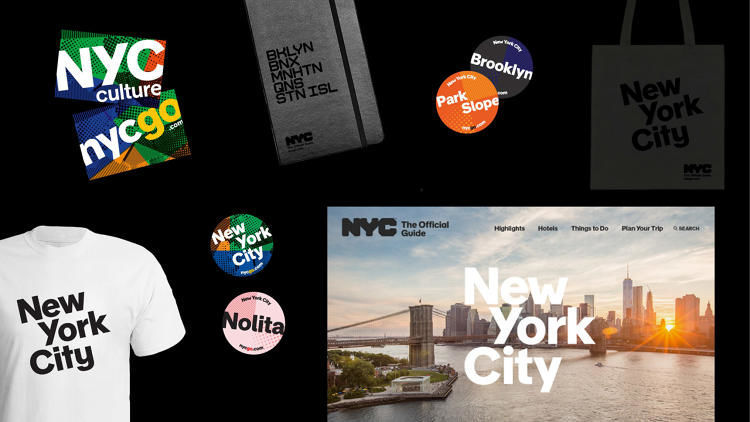 NYC
culture
nycgo
.com
BKLYN
BNX
MNHTN
QNS
STN ISL
NYC
New York City
Brooklyn
New York City
Park
Slope
nycgo.com
New
York
City
NYC
New
York
City
New
York
City
nycgo.com
New York City
Nolita
nycgo.com
NYC The Official
Guide
Highlights Hotels Things to Do Plan Your Trip SEARCH
New
York
City